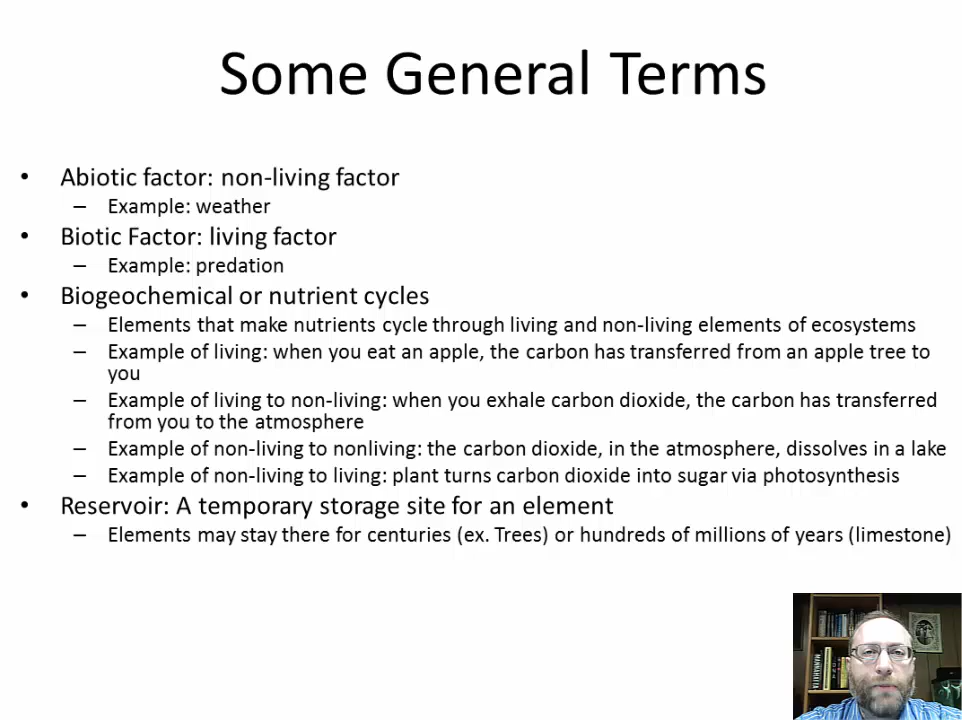 Some General Terms
• Abiotic factor: non-living factor
– Example: weather
• Biotic Factor: living factor
– Example: predation
• Biogeochemical or nutrient cycles
– Elements that make nutrients cycle through living and non-living elements of ecosystems
– Example of living: when you eat an apple, the carbon has transferred from an apple tree to
you
– Example of living to non-living: when you exhale carbon dioxide, the carbon has transferred
from you to the atmosphere
– Example of non-living to nonliving: the carbon dioxide, in the atmosphere, dissolves in a lake
– Example of non-living to living: plant turns carbon dioxide into sugar via photosynthesis
• Reservoir: A temporary storage site for an element
– Elements may stay there for centuries (ex. Trees) or hundreds of millions of years (limestone)